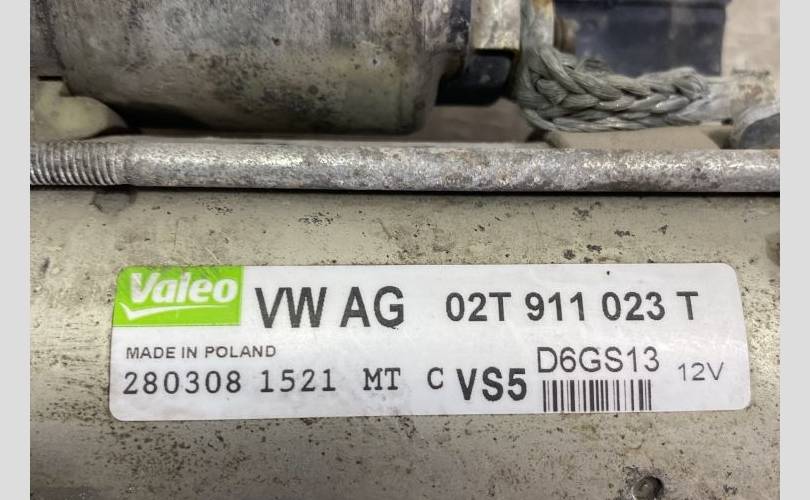 Valeo VW AG 02T 911 023 T
MADE IN POLAND
280308 1521 MT C VS5 D6GS13 12V